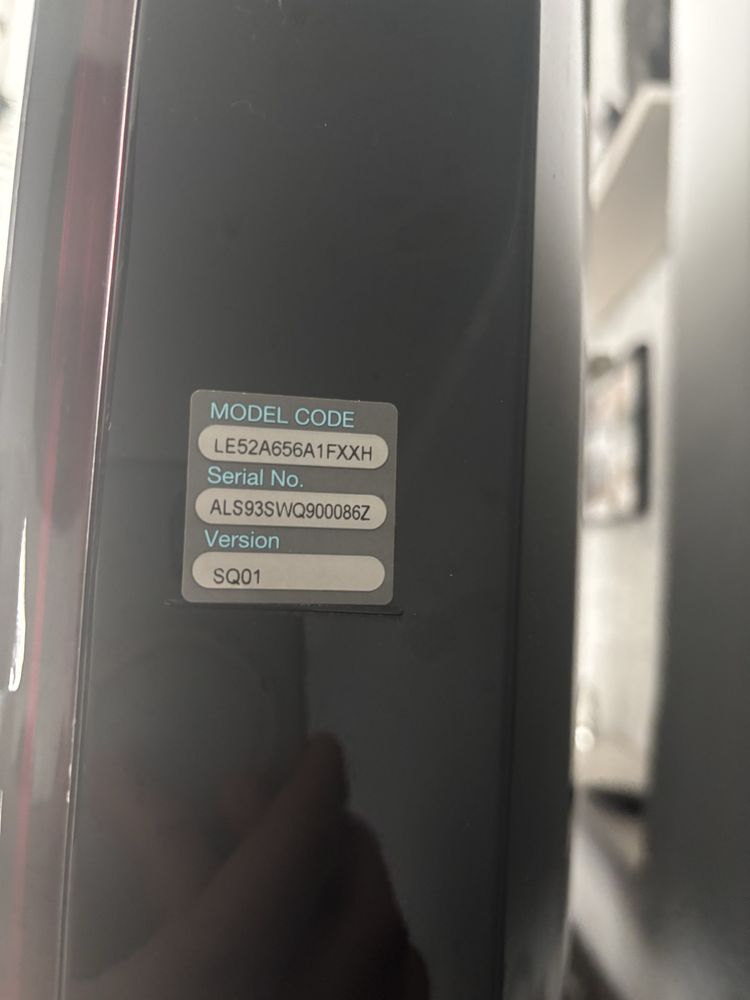 MODEL CODE
LE52A656A1FXXH
Serial No.
ALS93SWQ900086Z
Version
SQ01